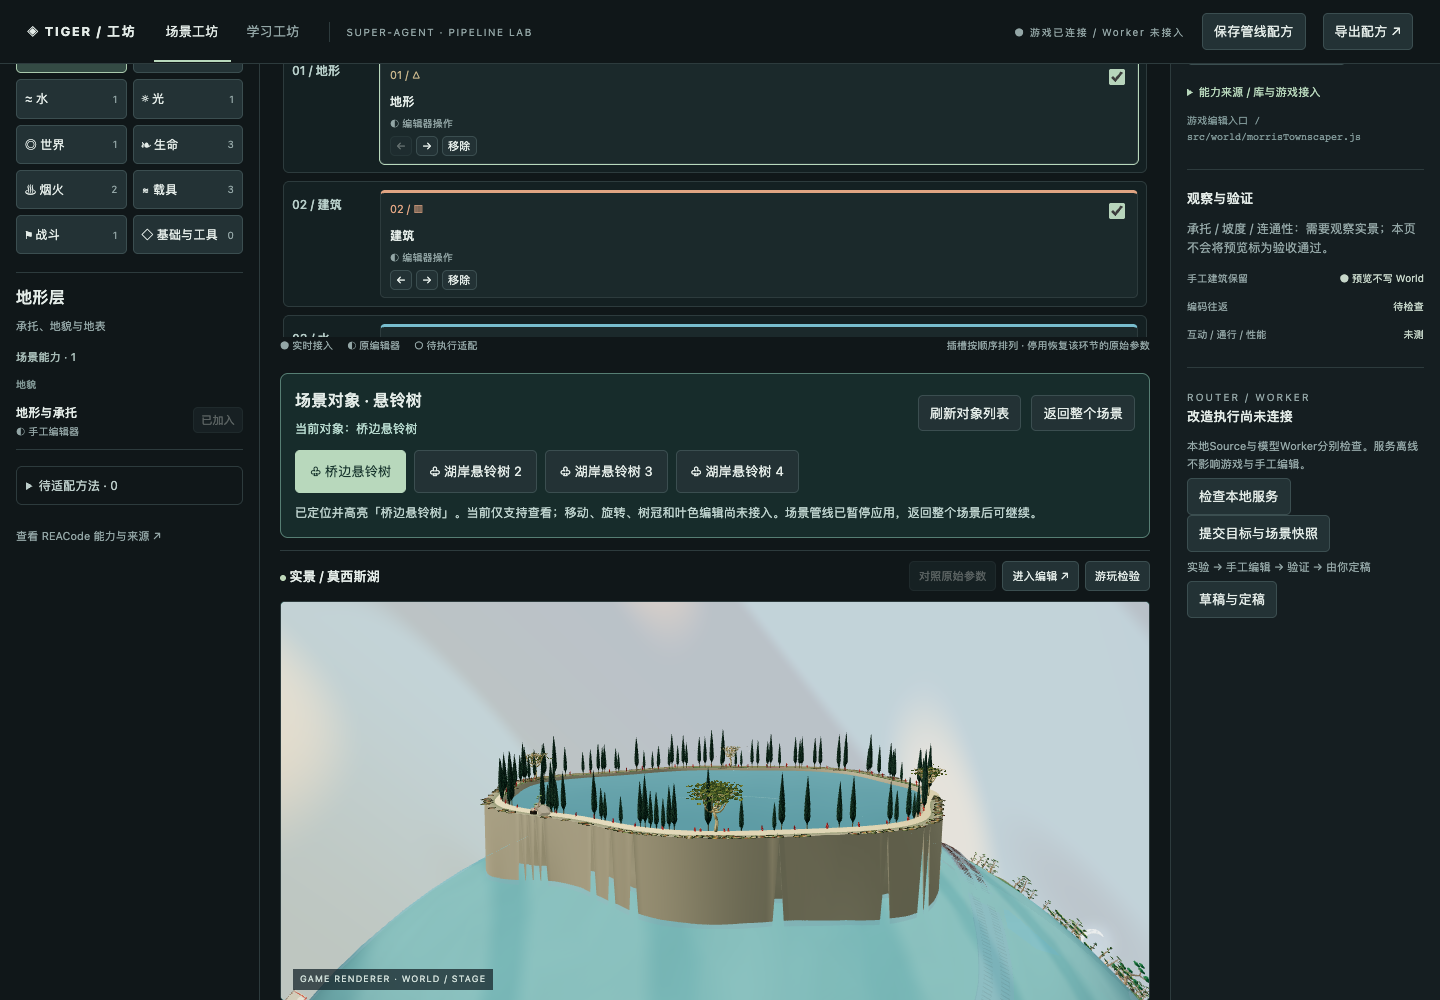 ◈ TIGER / 工坊
场景工坊
学习工坊
SUPER-AGENT · PIPELINE LAB
游戏已连接 / Worker 未接入
保存管线配方
导出配方 ↗
≈ 水 1
☼ 光 1
◎ 世界 1
❧ 生命 3
♨ 烟火 2
≋ 载具 3
⚑ 战斗 1
◇ 基础与工具 0
地形层
承托、地貌与地表
场景能力 · 1
地貌
地形与承托
◐ 手工编辑器
已加入
▶ 待适配方法 · 0
查看 REACode 能力与来源 ↗
01 / 地形
01 / △
地形
◐ 编辑器操作
← → 移除
02 / 建筑
02 / ▥
建筑
◐ 编辑器操作
← → 移除
● 实时接入 ◐ 原编辑器 ○ 待执行适配
插槽按顺序排列 · 停用恢复该环节的原始参数
场景对象 · 悬铃树
当前对象：桥边悬铃树
刷新对象列表
返回整个场景
♧ 桥边悬铃树
♧ 湖岸悬铃树 2
♧ 湖岸悬铃树 3
♧ 湖岸悬铃树 4
已定位并高亮「桥边悬铃树」。当前仅支持查看；移动、旋转、树冠和叶色编辑尚未接入。场景管线已暂停应用，返回整个场景后可继续。
实景 / 莫西斯湖
对照原始参数
进入编辑 ↗
游玩检验
GAME RENDERER · WORLD / STAGE
▶ 能力来源 / 库与游戏接入
游戏编辑入口 /
src/world/morrisTownscaper.js
观察与验证
承托 / 坡度 / 连通性：需要观察实景；本页
不会将预览标为验收通过。
手工建筑保留 ● 预览不写 World
编码往返 待检查
互动 / 通行 / 性能 未测
ROUTER / WORKER
改造执行尚未连接
本地Source与模型Worker分别检查。服务离线
不影响游戏与手工编辑。
检查本地服务
提交目标与场景快照
实验 → 手工编辑 → 验证 → 由你定稿
草稿与定稿